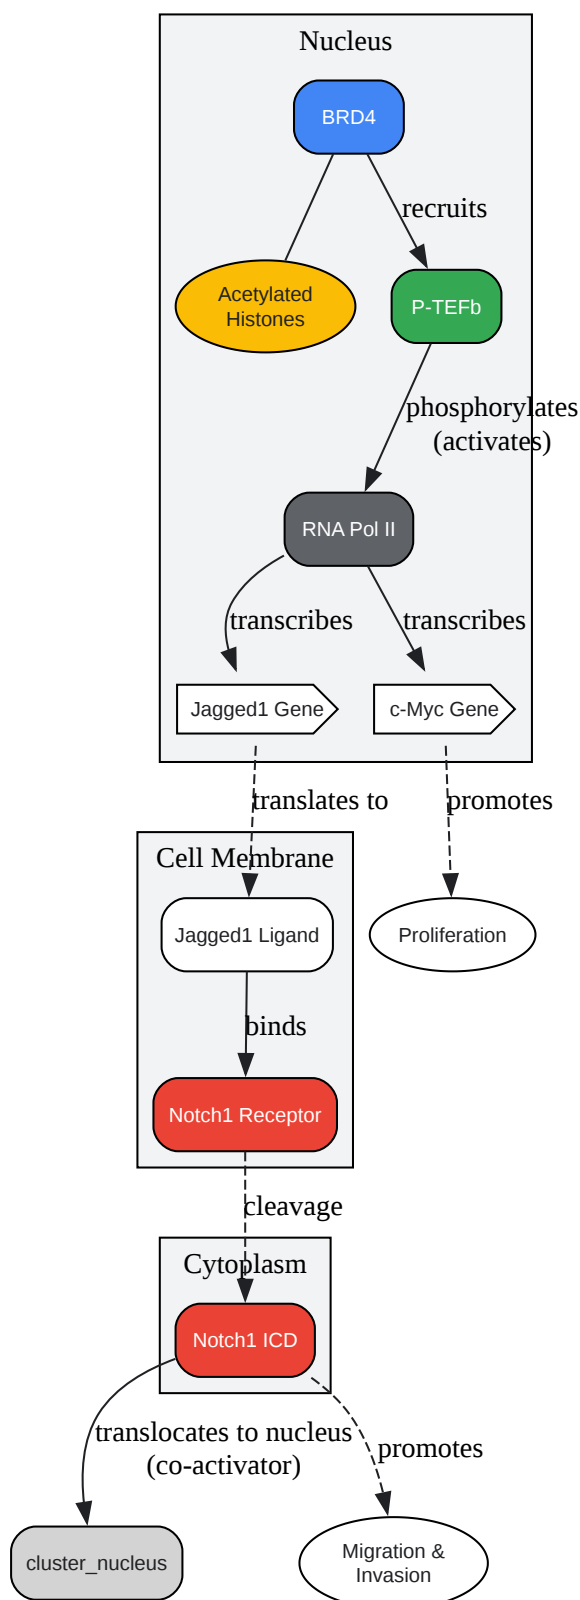 Nucleus
BRD4
recruits
Acetylated
Histones
P-TEFb
phosphorylates
(activates)
RNA Pol II
transcribes
transcribes
Jagged1 Gene
c-Myc Gene
translates to
promotes
Cell Membrane
Jagged1 Ligand
Proliferation
binds
Notch1 Receptor
cleavage
Cytoplasm
Notch1 ICD
translocates to nucleus
(co-activator)
promotes
cluster_nucleus
Migration &
Invasion